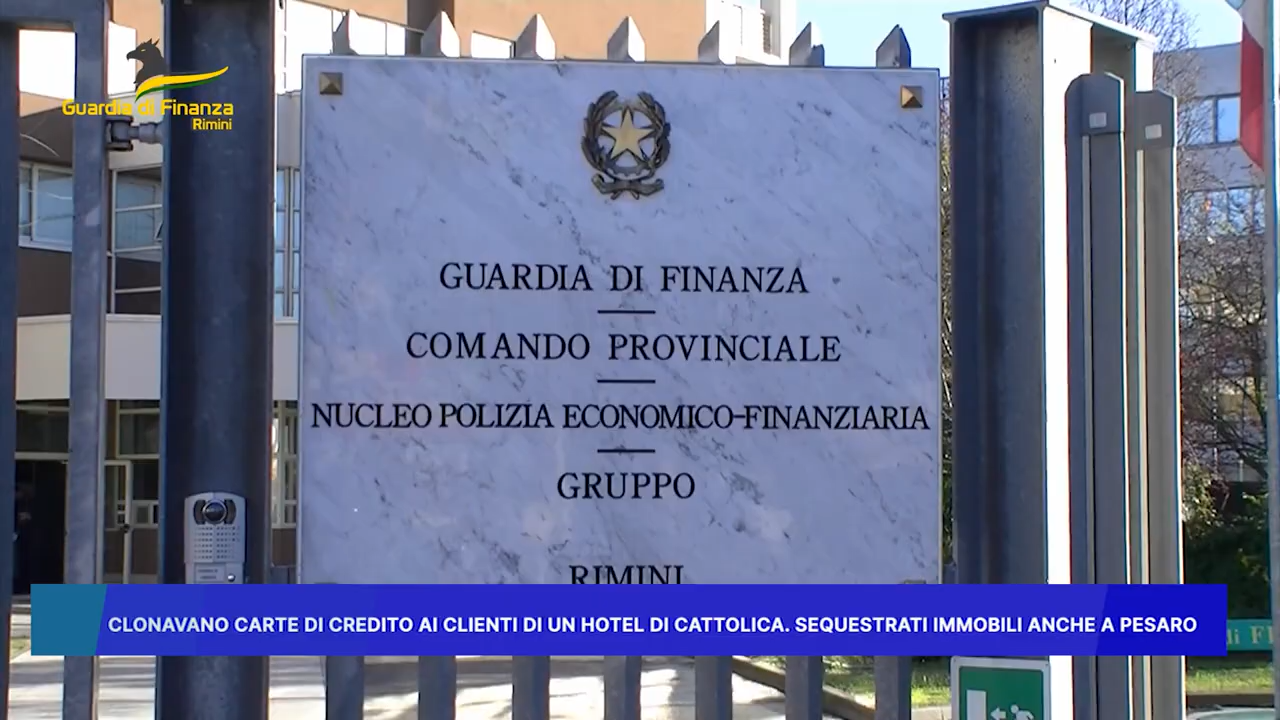 Guardia di Finanza
Rimini
GUARDIA DI FINANZA
COMANDO PROVINCIALE
NUCLEO POLIZIA ECONOMICO-FINANZIARIA
GRUPPO
RIMINI
CLONAVANO CARTE DI CREDITO AI CLIENTI DI UN HOTEL DI CATTOLICA. SEQUESTRATI IMMOBILI ANCHE A PESARO